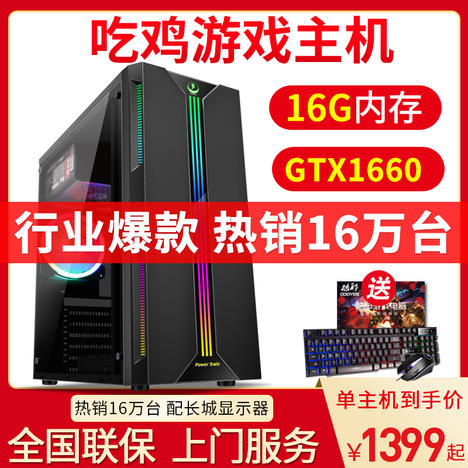 吃鸡游戏主机
16G内存
GTX1660
行业爆款 热销16万台
送
Power Train
热销16万台 配长城显示器
单主机到手价
全国联保 上门服务
¥1399起